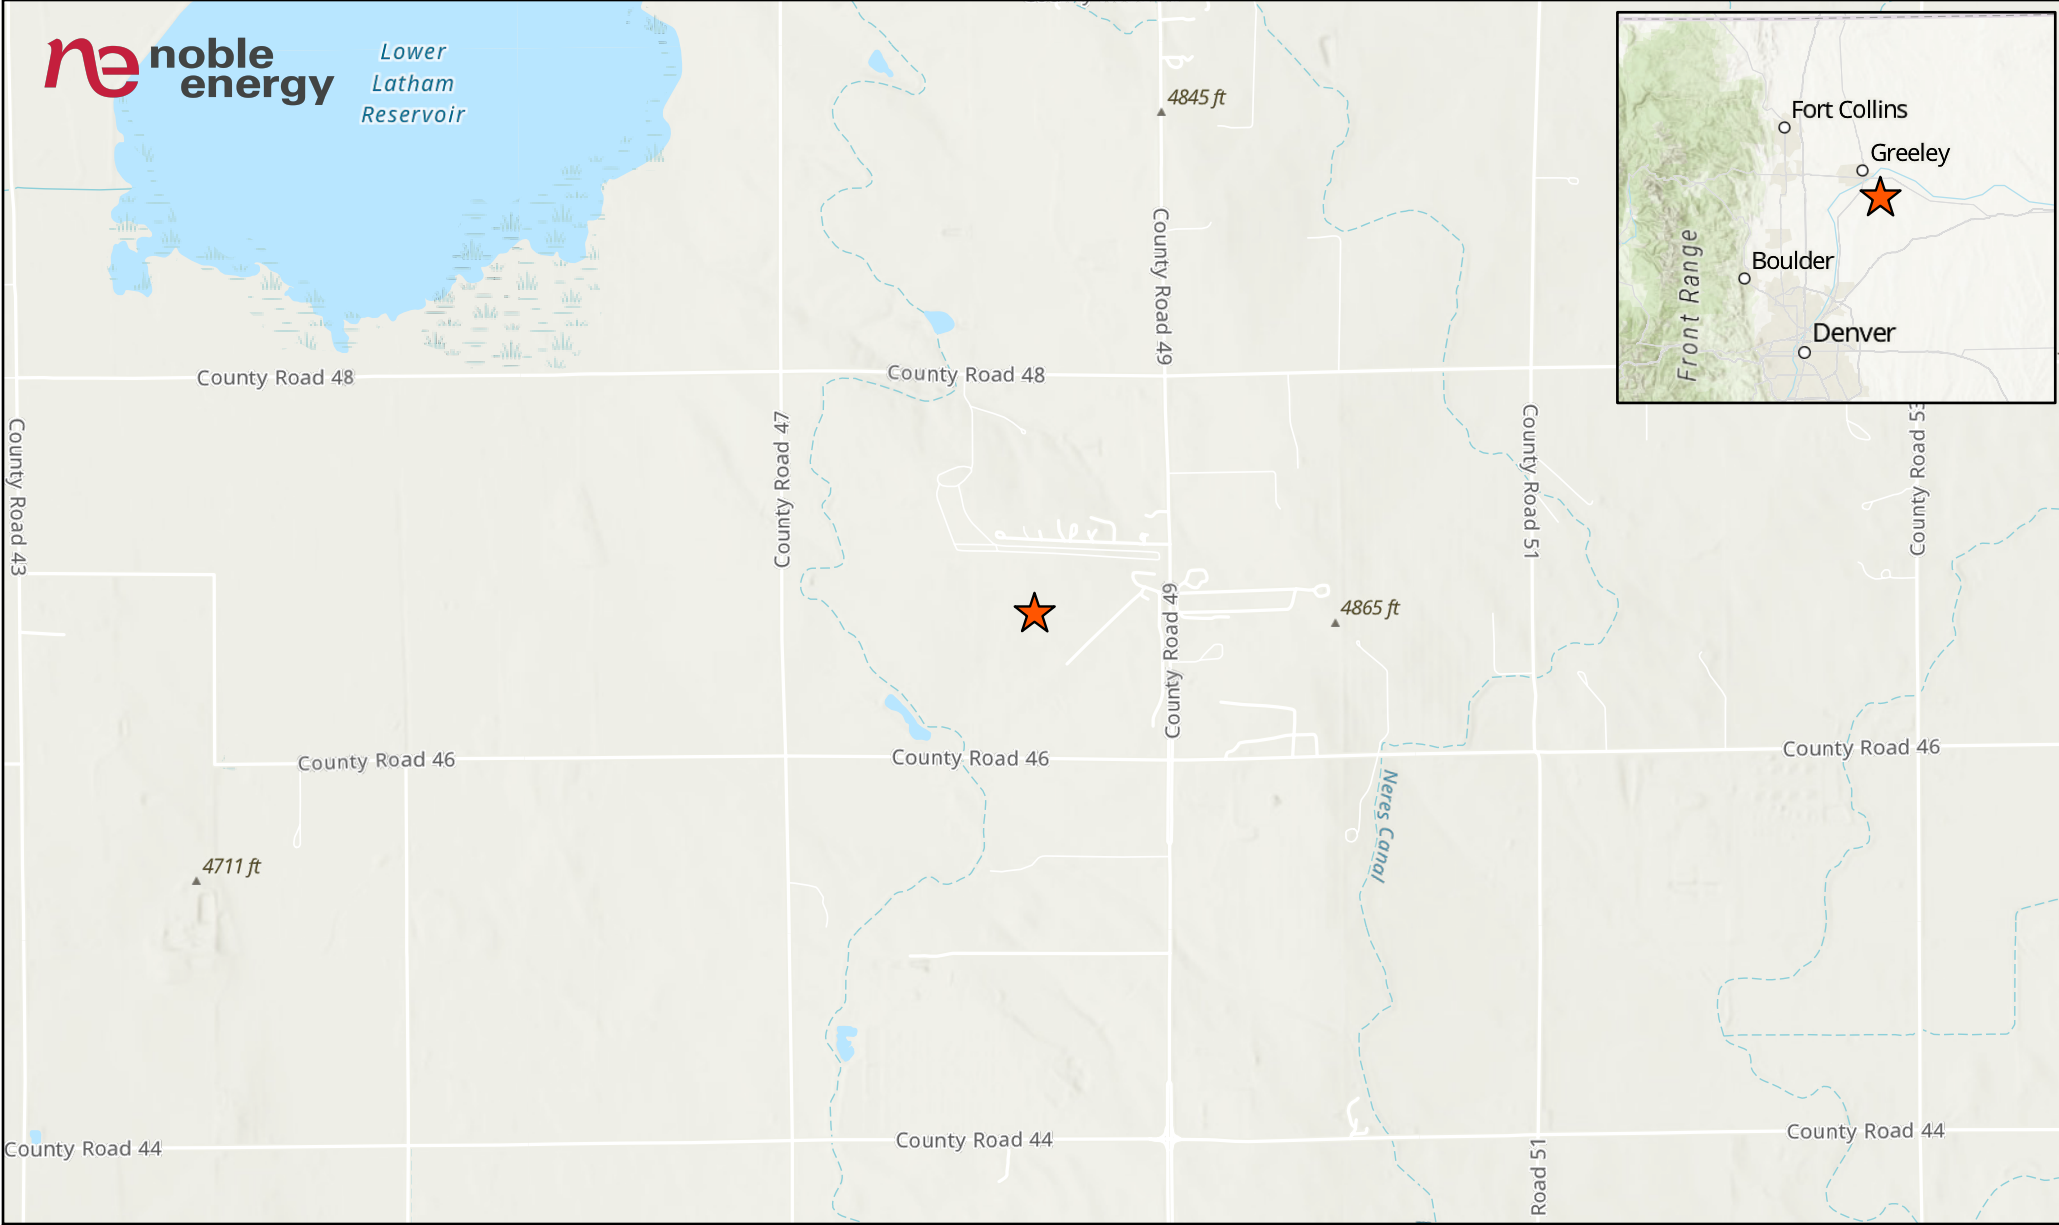 noble
energy
Lower
Latham
Reservoir
4845 ft
Fort Collins
Greeley
Boulder
Denver
Front Range
County Road 49
County Road 48
County Road 48
County Road 43
County Road 47
County Road 51
County Road 53
County Road 49
4865 ft
County Road 46
County Road 46
County Road 46
Neres Canal
4711 ft
County Road 44
County Road 44
County Road 44
Road 51